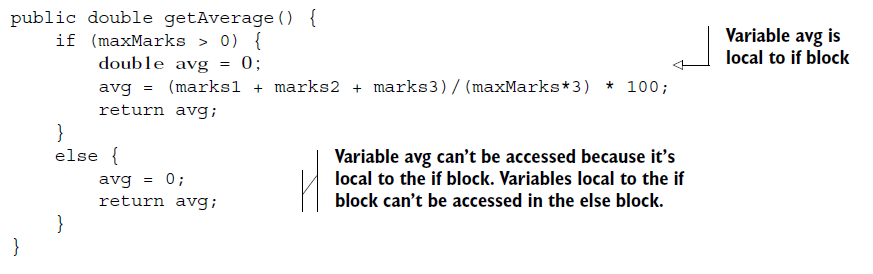 public double getAverage() {
if (maxMarks > 0) {
Variable avg is
local to if block
double avg = 0;
avg = (marks1 + marks2 + marks3)/(maxMarks*3) * 100;
return avg;
}
else {
avg = 0;
return avg;
}
}
Variable avg can't be accessed because it's
local to the if block. Variables local to the if
block can't be accessed in the else block.